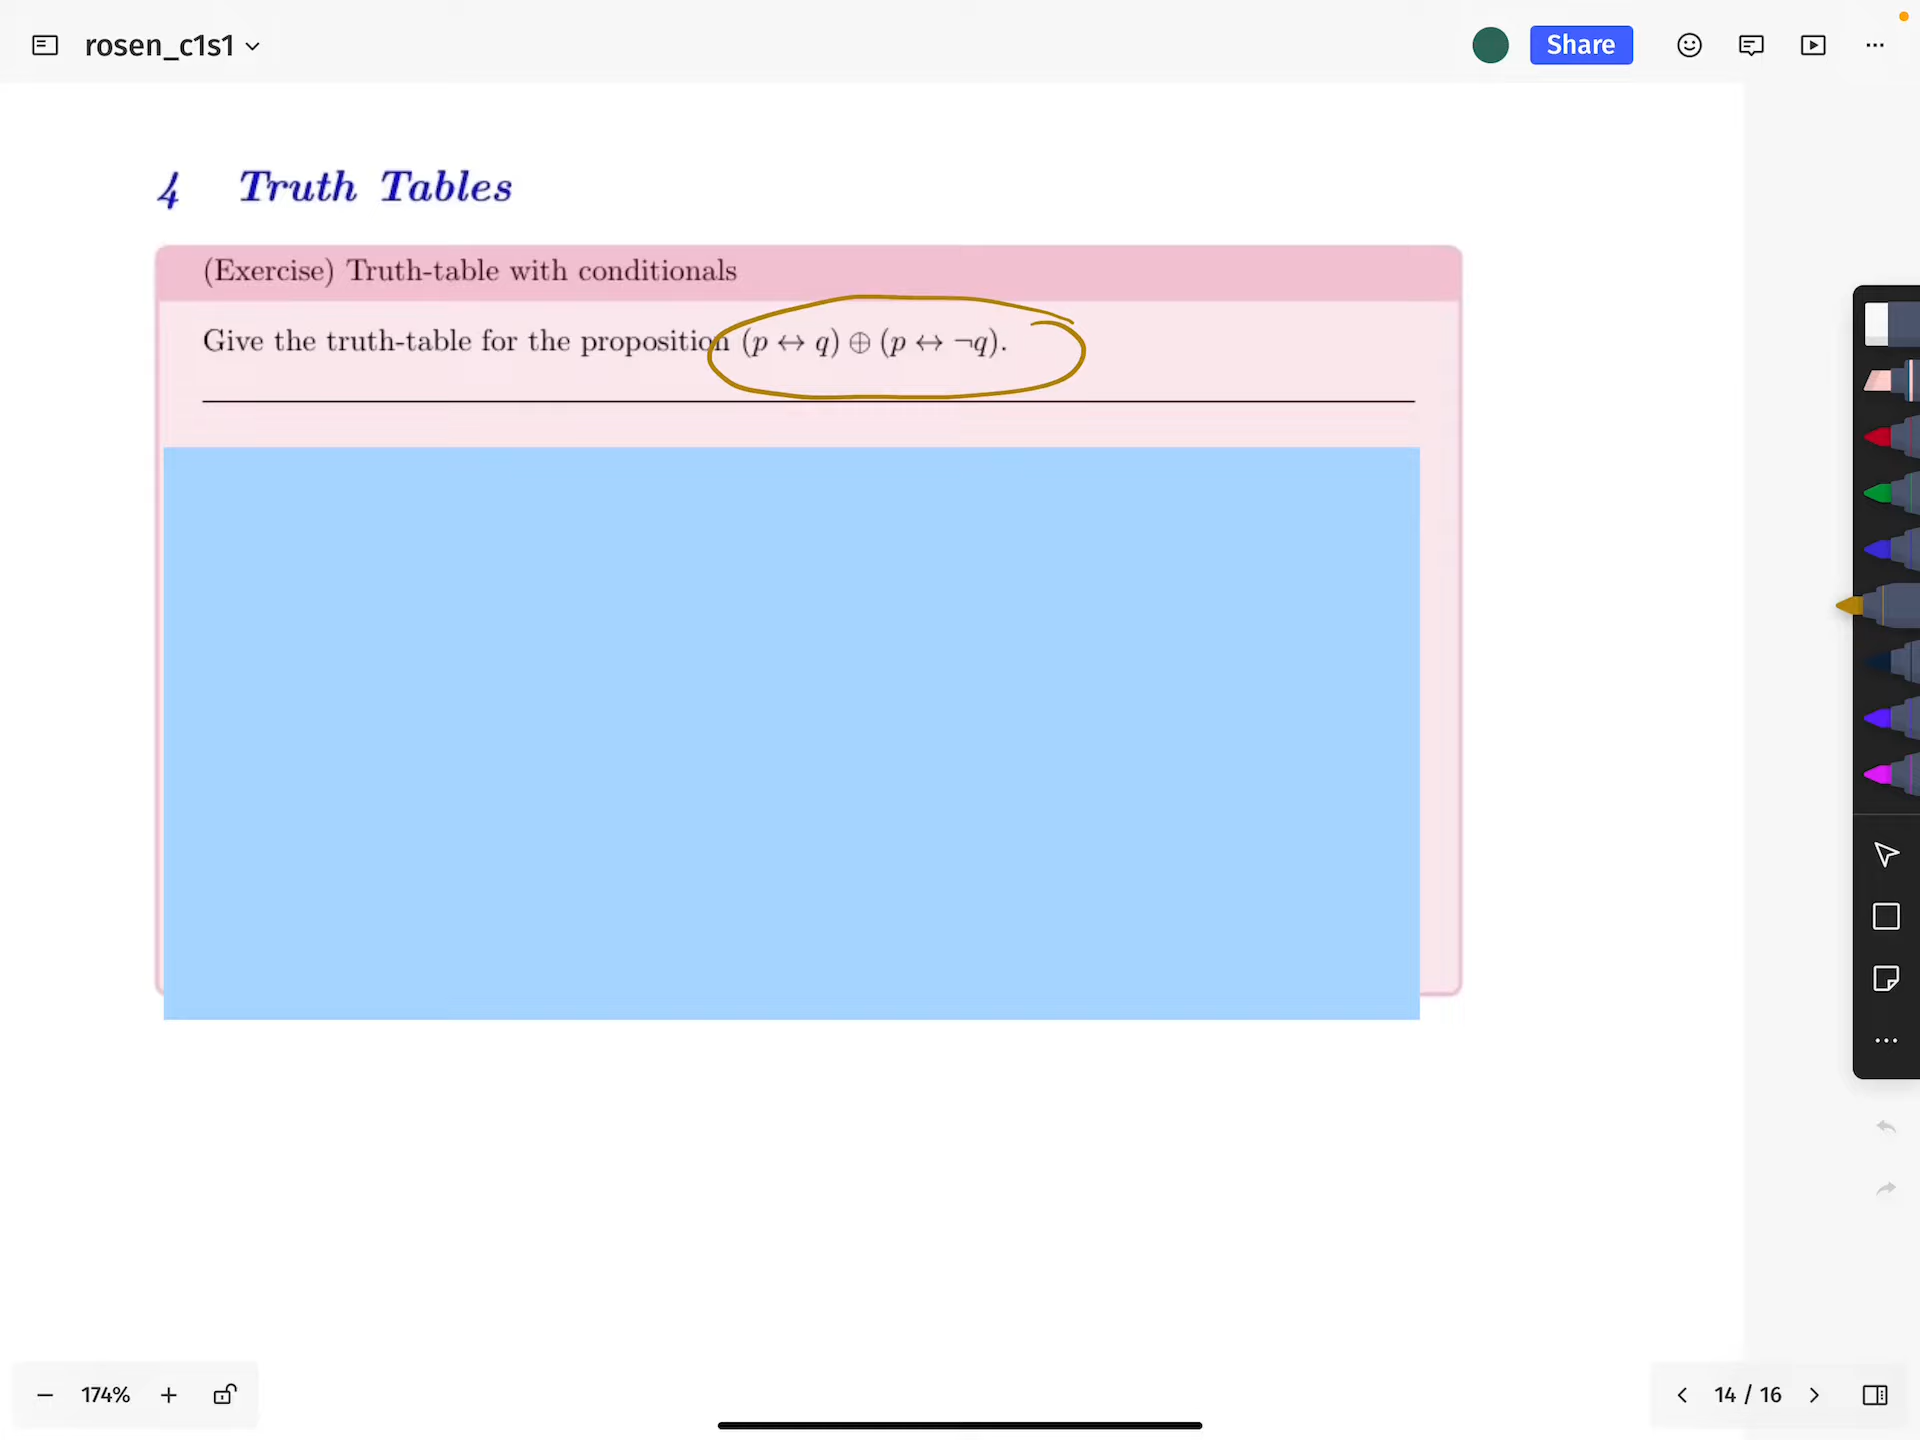 rosen_c1s1
Share
4 Truth Tables
(Exercise) Truth-table with conditionals
Give the truth-table for the proposition (p ↔ q) ⊕ (p ↔ ¬q).
174%
14 / 16